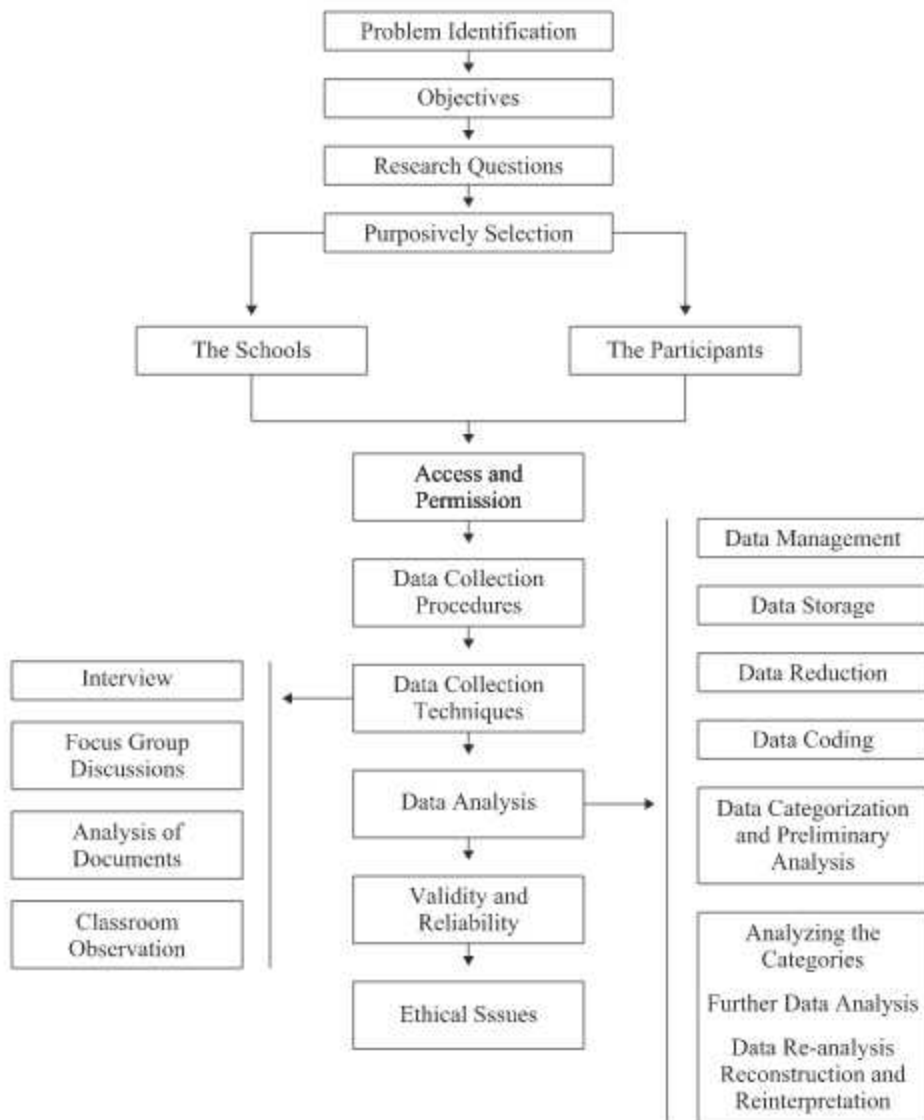 Problem Identification
Objectives
Research Questions
Purposively Selection
The Schools
The Participants
Access and
Permission
Data Collection
Procedures
Data Collection
Techniques
Data Analysis
Validity and
Reliability
Ethical Sssues
Interview
Focus Group
Discussions
Analysis of
Documents
Classroom
Observation
Data Management
Data Storage
Data Reduction
Data Coding
Data Categorization
and Preliminary
Analysis
Analyzing the
Categories
Further Data Analysis
Data Re-analysis
Reconstruction and
Reinterpretation